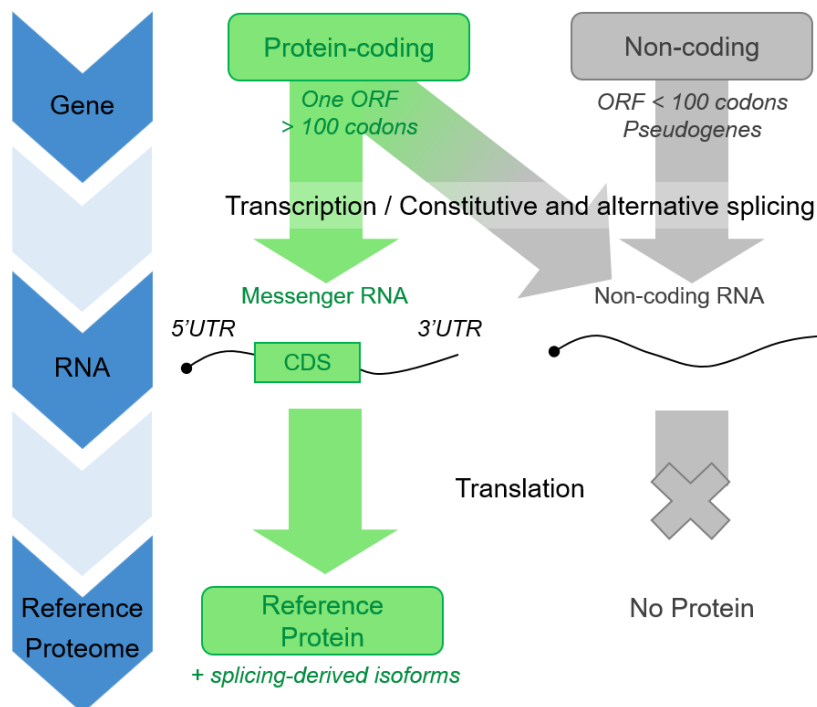 Protein-coding
Non-coding
Gene
One ORF
> 100 codons
ORF < 100 codons
Pseudogenes
Transcription / Constitutive and alternative splicing
Messenger RNA
Non-coding RNA
5’UTR
3’UTR
RNA
CDS
Translation
Reference
Proteome
Reference
Protein
No Protein
+ splicing-derived isoforms